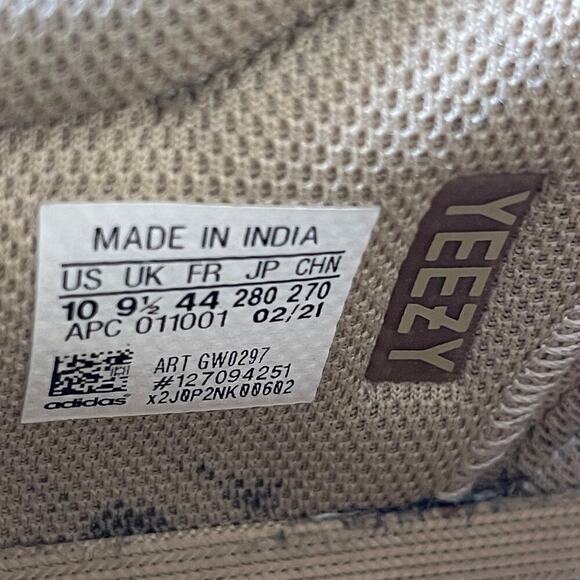 MADE IN INDIA
US UK FR JP CHN
10 9½ 44 280 270
APC 011001 02/21
ART GW0297
#127094251
x2J0P2NK00602
adidas
YEEZY